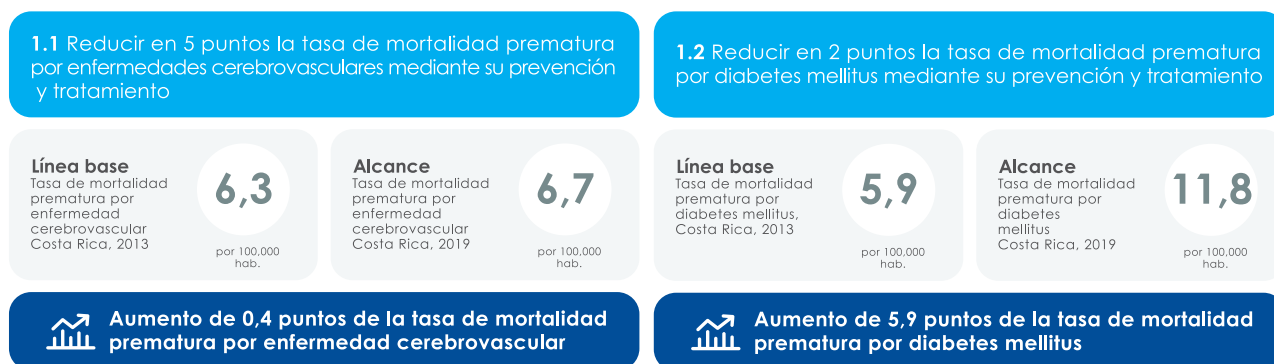 1.1 Reducir en 5 puntos la tasa de mortalidad prematura
por enfermedades cerebrovasculares mediante su prevención
y tratamiento
Línea base
Tasa de mortalidad
prematura por
enfermedad
cerebrovascular
Costa Rica, 2013
6,3
por 100,000
hab.
Alcance
Tasa de mortalidad
prematura por
enfermedad
cerebrovascular
Costa Rica, 2019
6,7
por 100,000
hab.
Aumento de 0,4 puntos de la tasa de mortalidad
prematura por enfermedad cerebrovascular
1.2 Reducir en 2 puntos la tasa de mortalidad prematura
por diabetes mellitus mediante su prevención y tratamiento
Línea base
Tasa de mortalidad
prematura por
diabetes mellitus,
Costa Rica, 2013
5,9
por 100,000
hab.
Alcance
Tasa de mortalidad
prematura por
diabetes
mellitus
Costa Rica, 2019
11,8
por 100,000
hab.
Aumento de 5,9 puntos de la tasa de mortalidad
prematura por diabetes mellitus